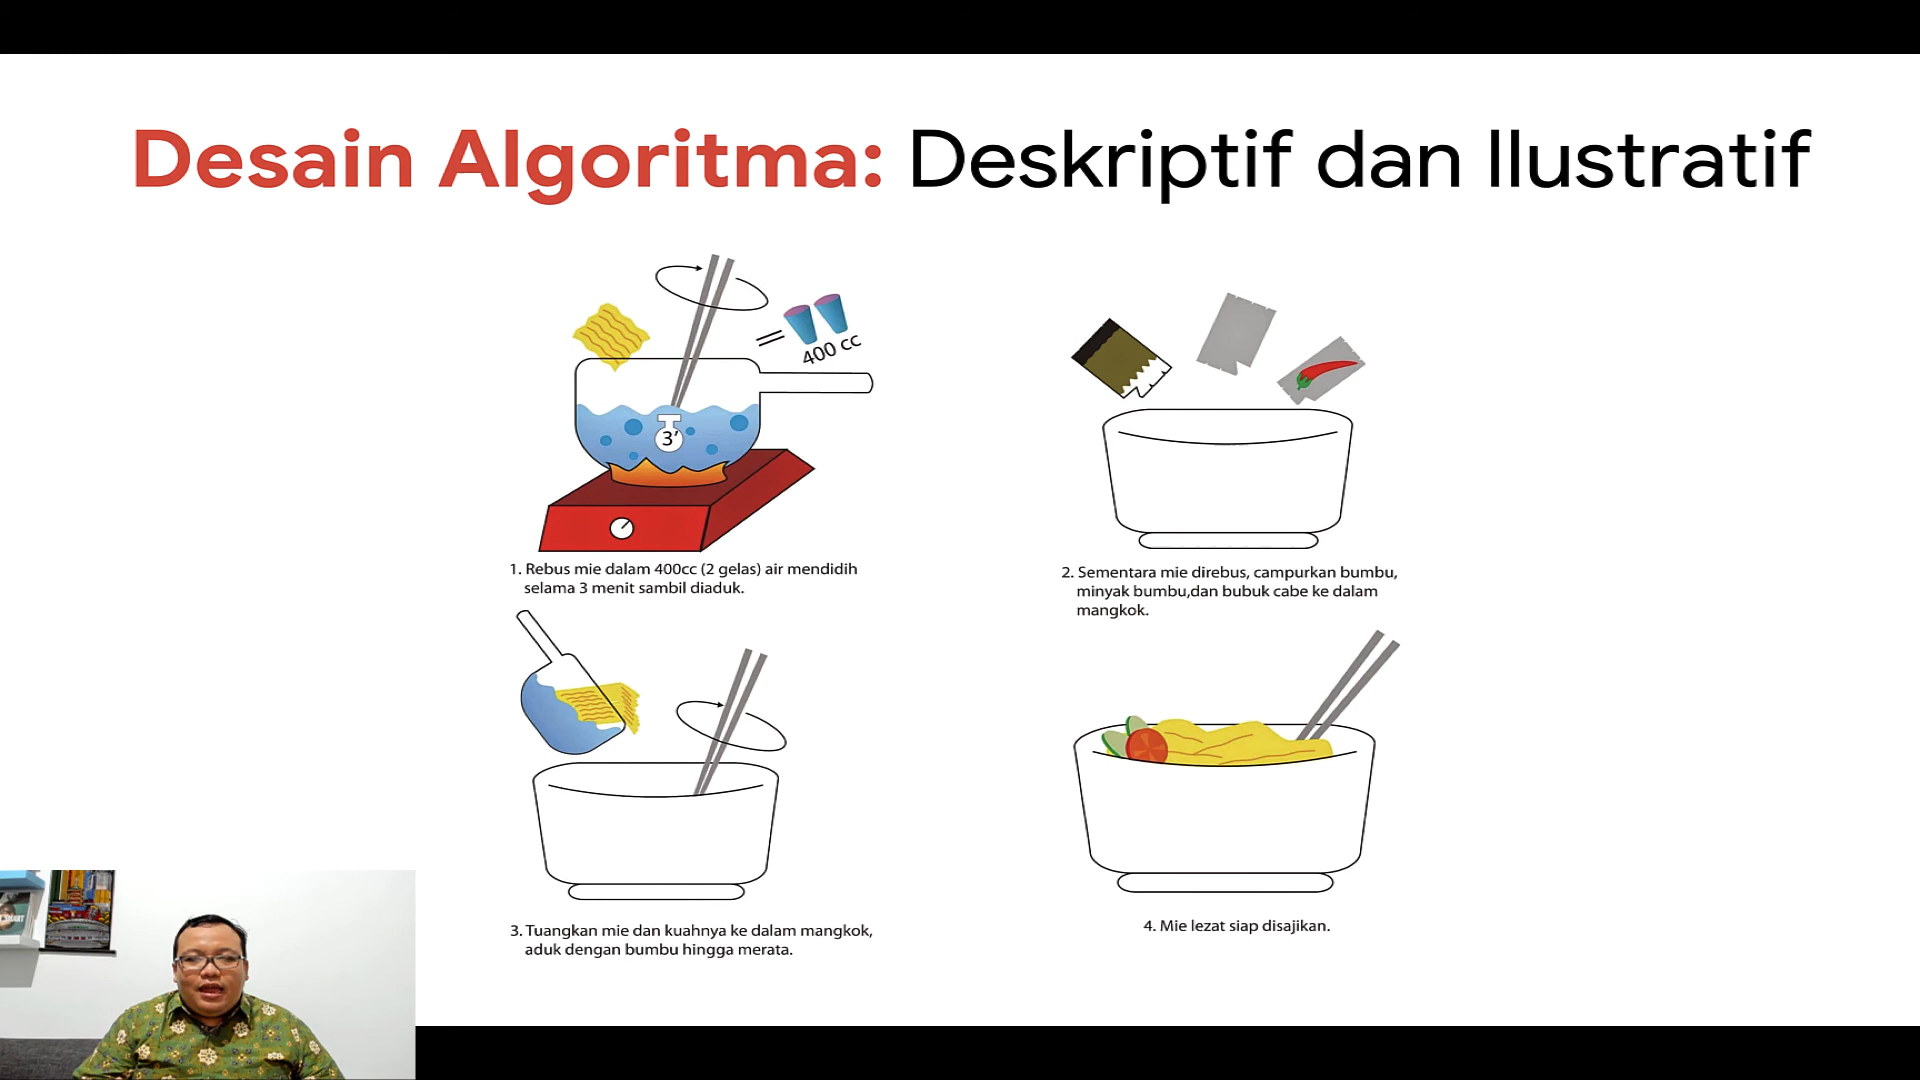 Desain Algoritma: Deskriptif dan Ilustratif
400 cc
3’
1. Rebus mie dalam 400cc (2 gelas) air mendidih
selama 3 menit sambil diaduk.
2. Sementara mie direbus, campurkan bumbu,
minyak bumbu,dan bubuk cabe ke dalam
mangkok.
3. Tuangkan mie dan kuahnya ke dalam mangkok,
aduk dengan bumbu hingga merata.
4. Mie lezat siap disajikan.